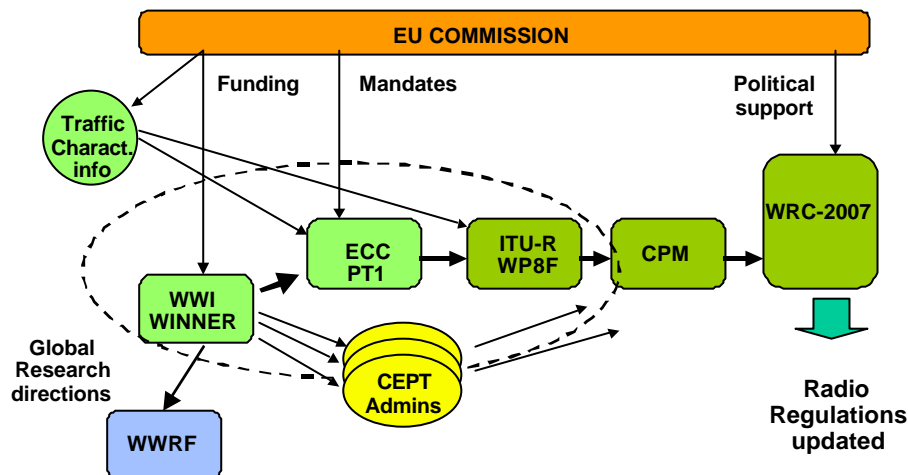 EU COMMISSION
Funding
Mandates
Political
support
Traffic
Charact.
info
WRC-2007
ECC
PT1
ITU-R
WP8F
CPM
WWI
WINNER
Global
Research
directions
CEPT
Admins
Radio
Regulations
updated
WWRF